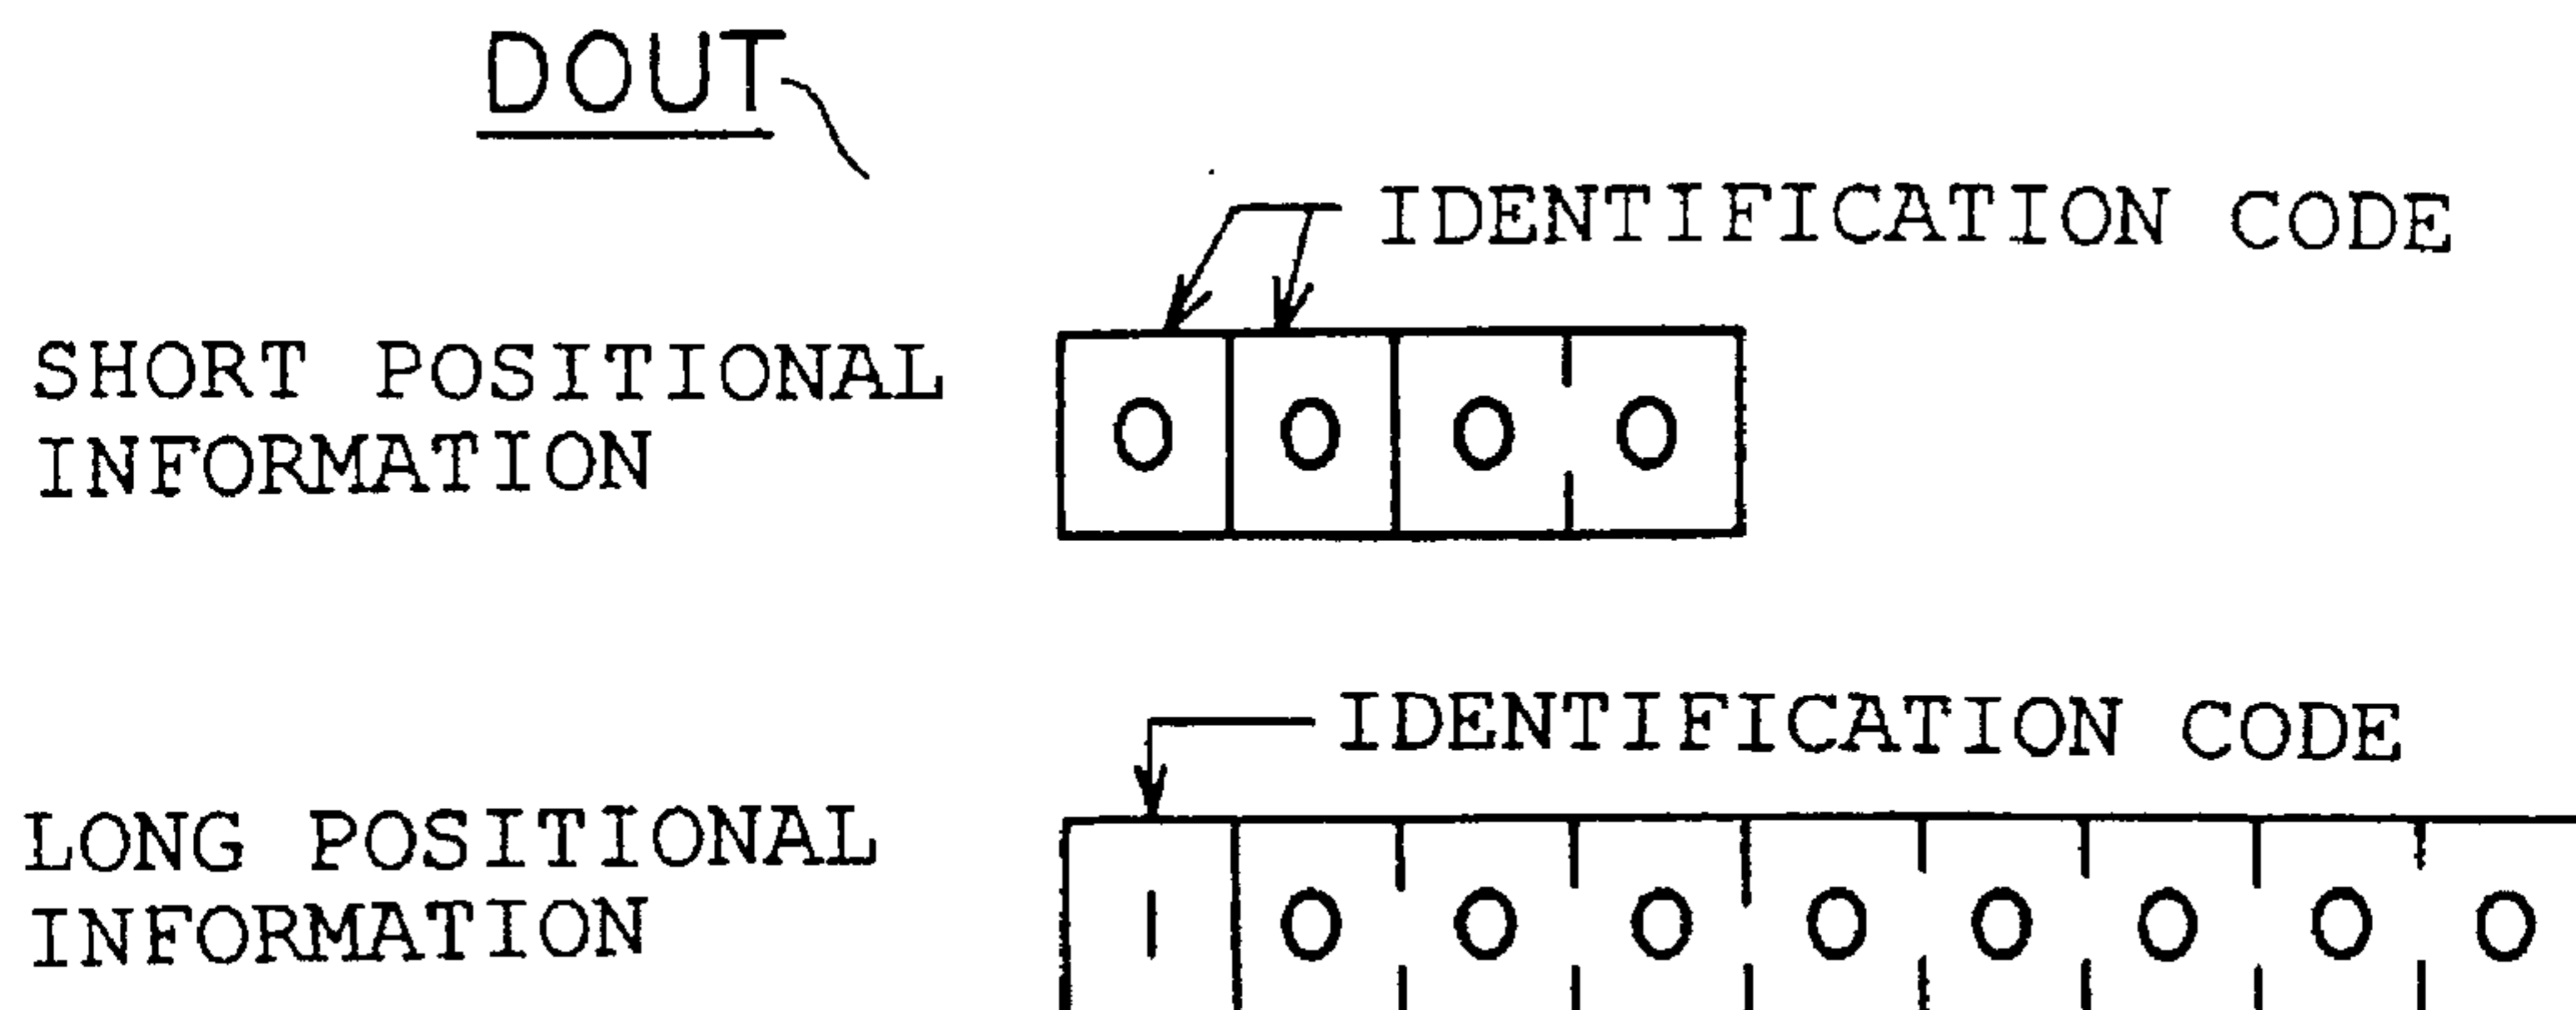 DOUT
IDENTIFICATION CODE
SHORT POSITIONAL
INFORMATION
0 0 0 0
IDENTIFICATION CODE
LONG POSITIONAL
INFORMATION
1 0 0 0 0 0 0 0 0